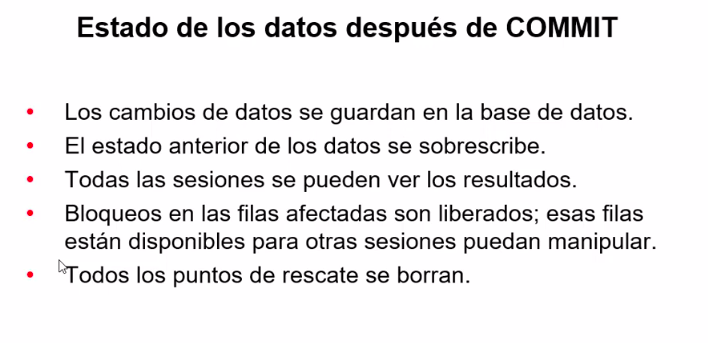 Estado de los datos después de COMMIT
• Los cambios de datos se guardan en la base de datos.
• El estado anterior de los datos se sobrescribe.
• Todas las sesiones se pueden ver los resultados.
• Bloqueos en las filas afectadas son liberados; esas filas
están disponibles para otras sesiones puedan manipular.
• Todos los puntos de rescate se borran.